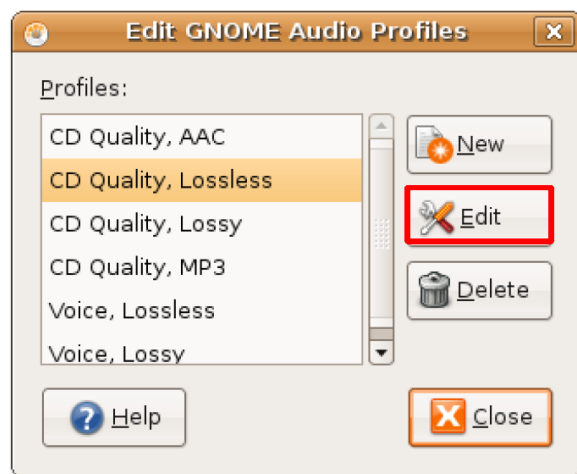 Edit GNOME Audio Profiles
Profiles:
CD Quality, AAC
CD Quality, Lossless
CD Quality, Lossy
CD Quality, MP3
Voice, Lossless
Voice, Lossy
New
Edit
Delete
Help
Close